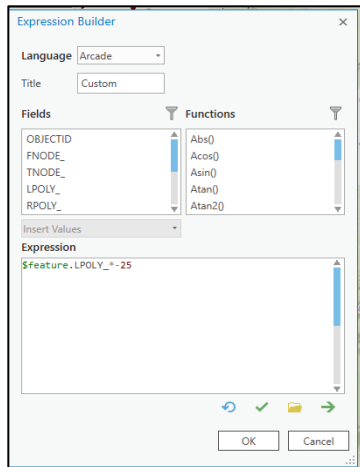 Expression Builder
Language Arcade
Title Custom
Fields Functions
OBJECTID Abs()
FNODE_ Acos()
TNODE_ Asin()
LPOLY_ Atan()
RPOLY_ Atan2()
Insert Values
Expression
$feature.LPOLY_*-25
OK Cancel